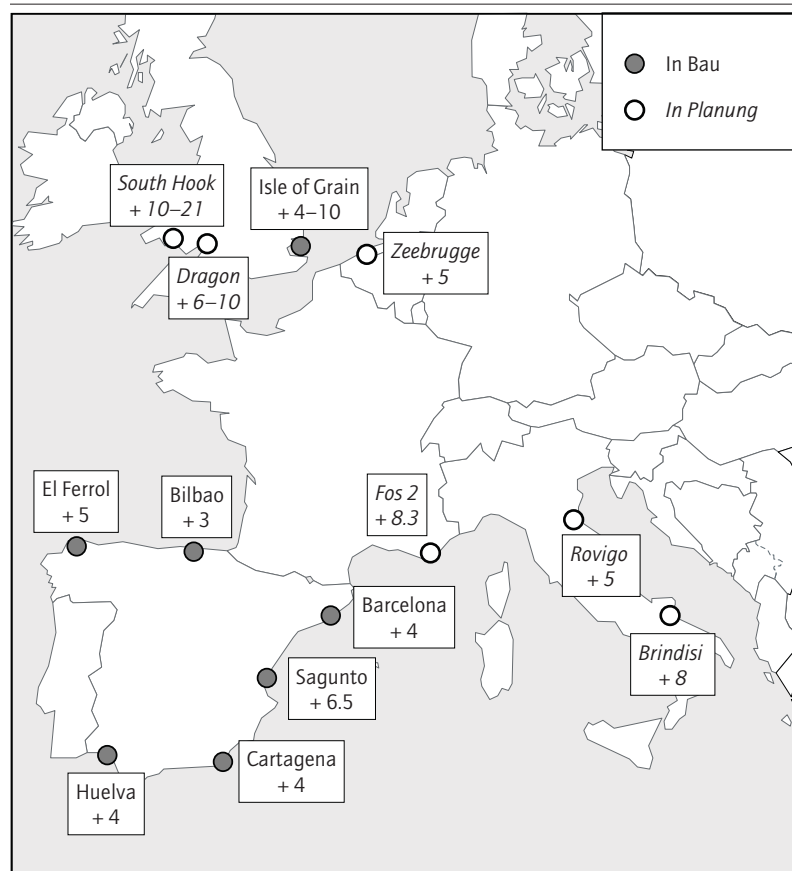 In Bau
In Planung
South Hook
+ 10–21
Isle of Grain
+ 4–10
Dragon
+ 6–10
Zeebrugge
+ 5
El Ferrol
+ 5
Bilbao
+ 3
Fos 2
+ 8.3
Rovigo
+ 5
Barcelona
+ 4
Brindisi
+ 8
Sagunto
+ 6.5
Cartagena
+ 4
Huelva
+ 4